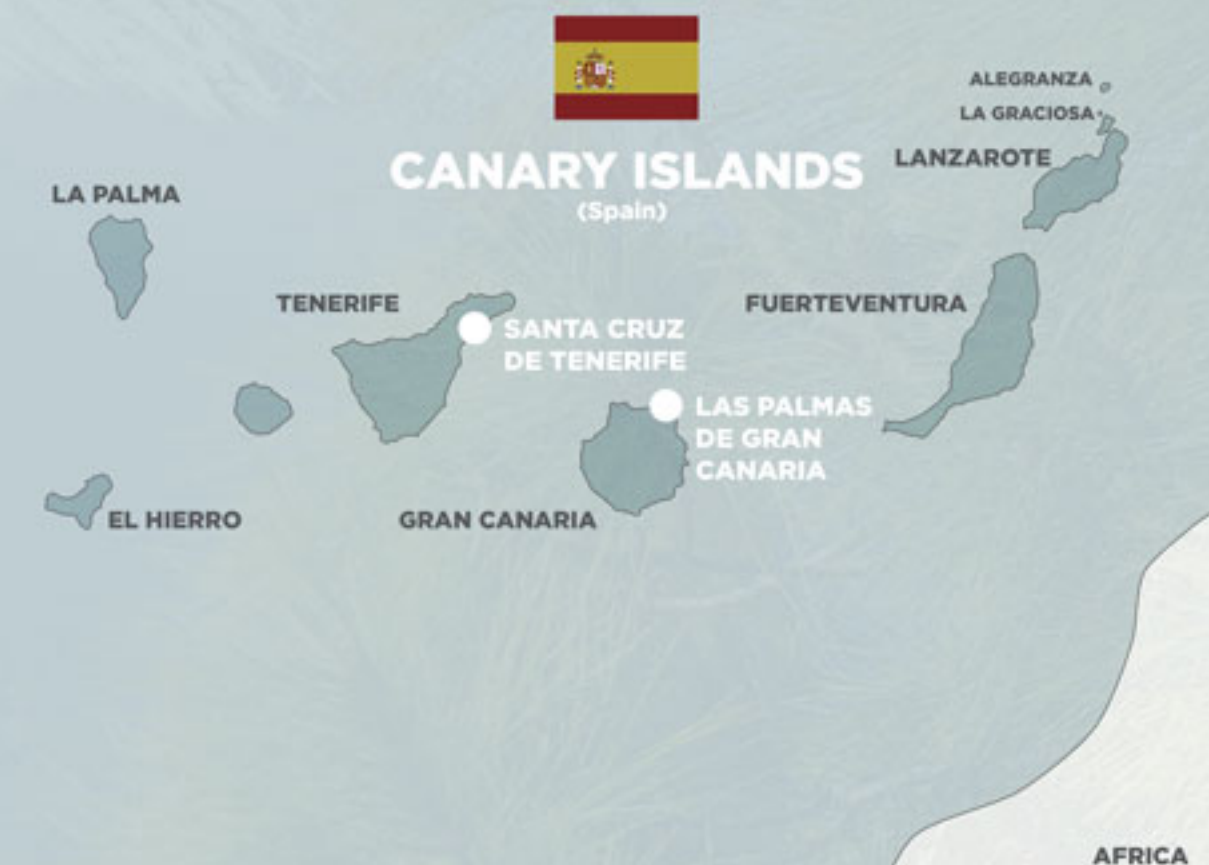 ALEGRANZA
LA GRACIOSA
LANZAROTE
CANARY ISLANDS
(Spain)
LA PALMA
TENERIFE
FUERTEVENTURA
SANTA CRUZ
DE TENERIFE
LAS PALMAS
DE GRAN
CANARIA
EL HIERRO
GRAN CANARIA
AFRICA